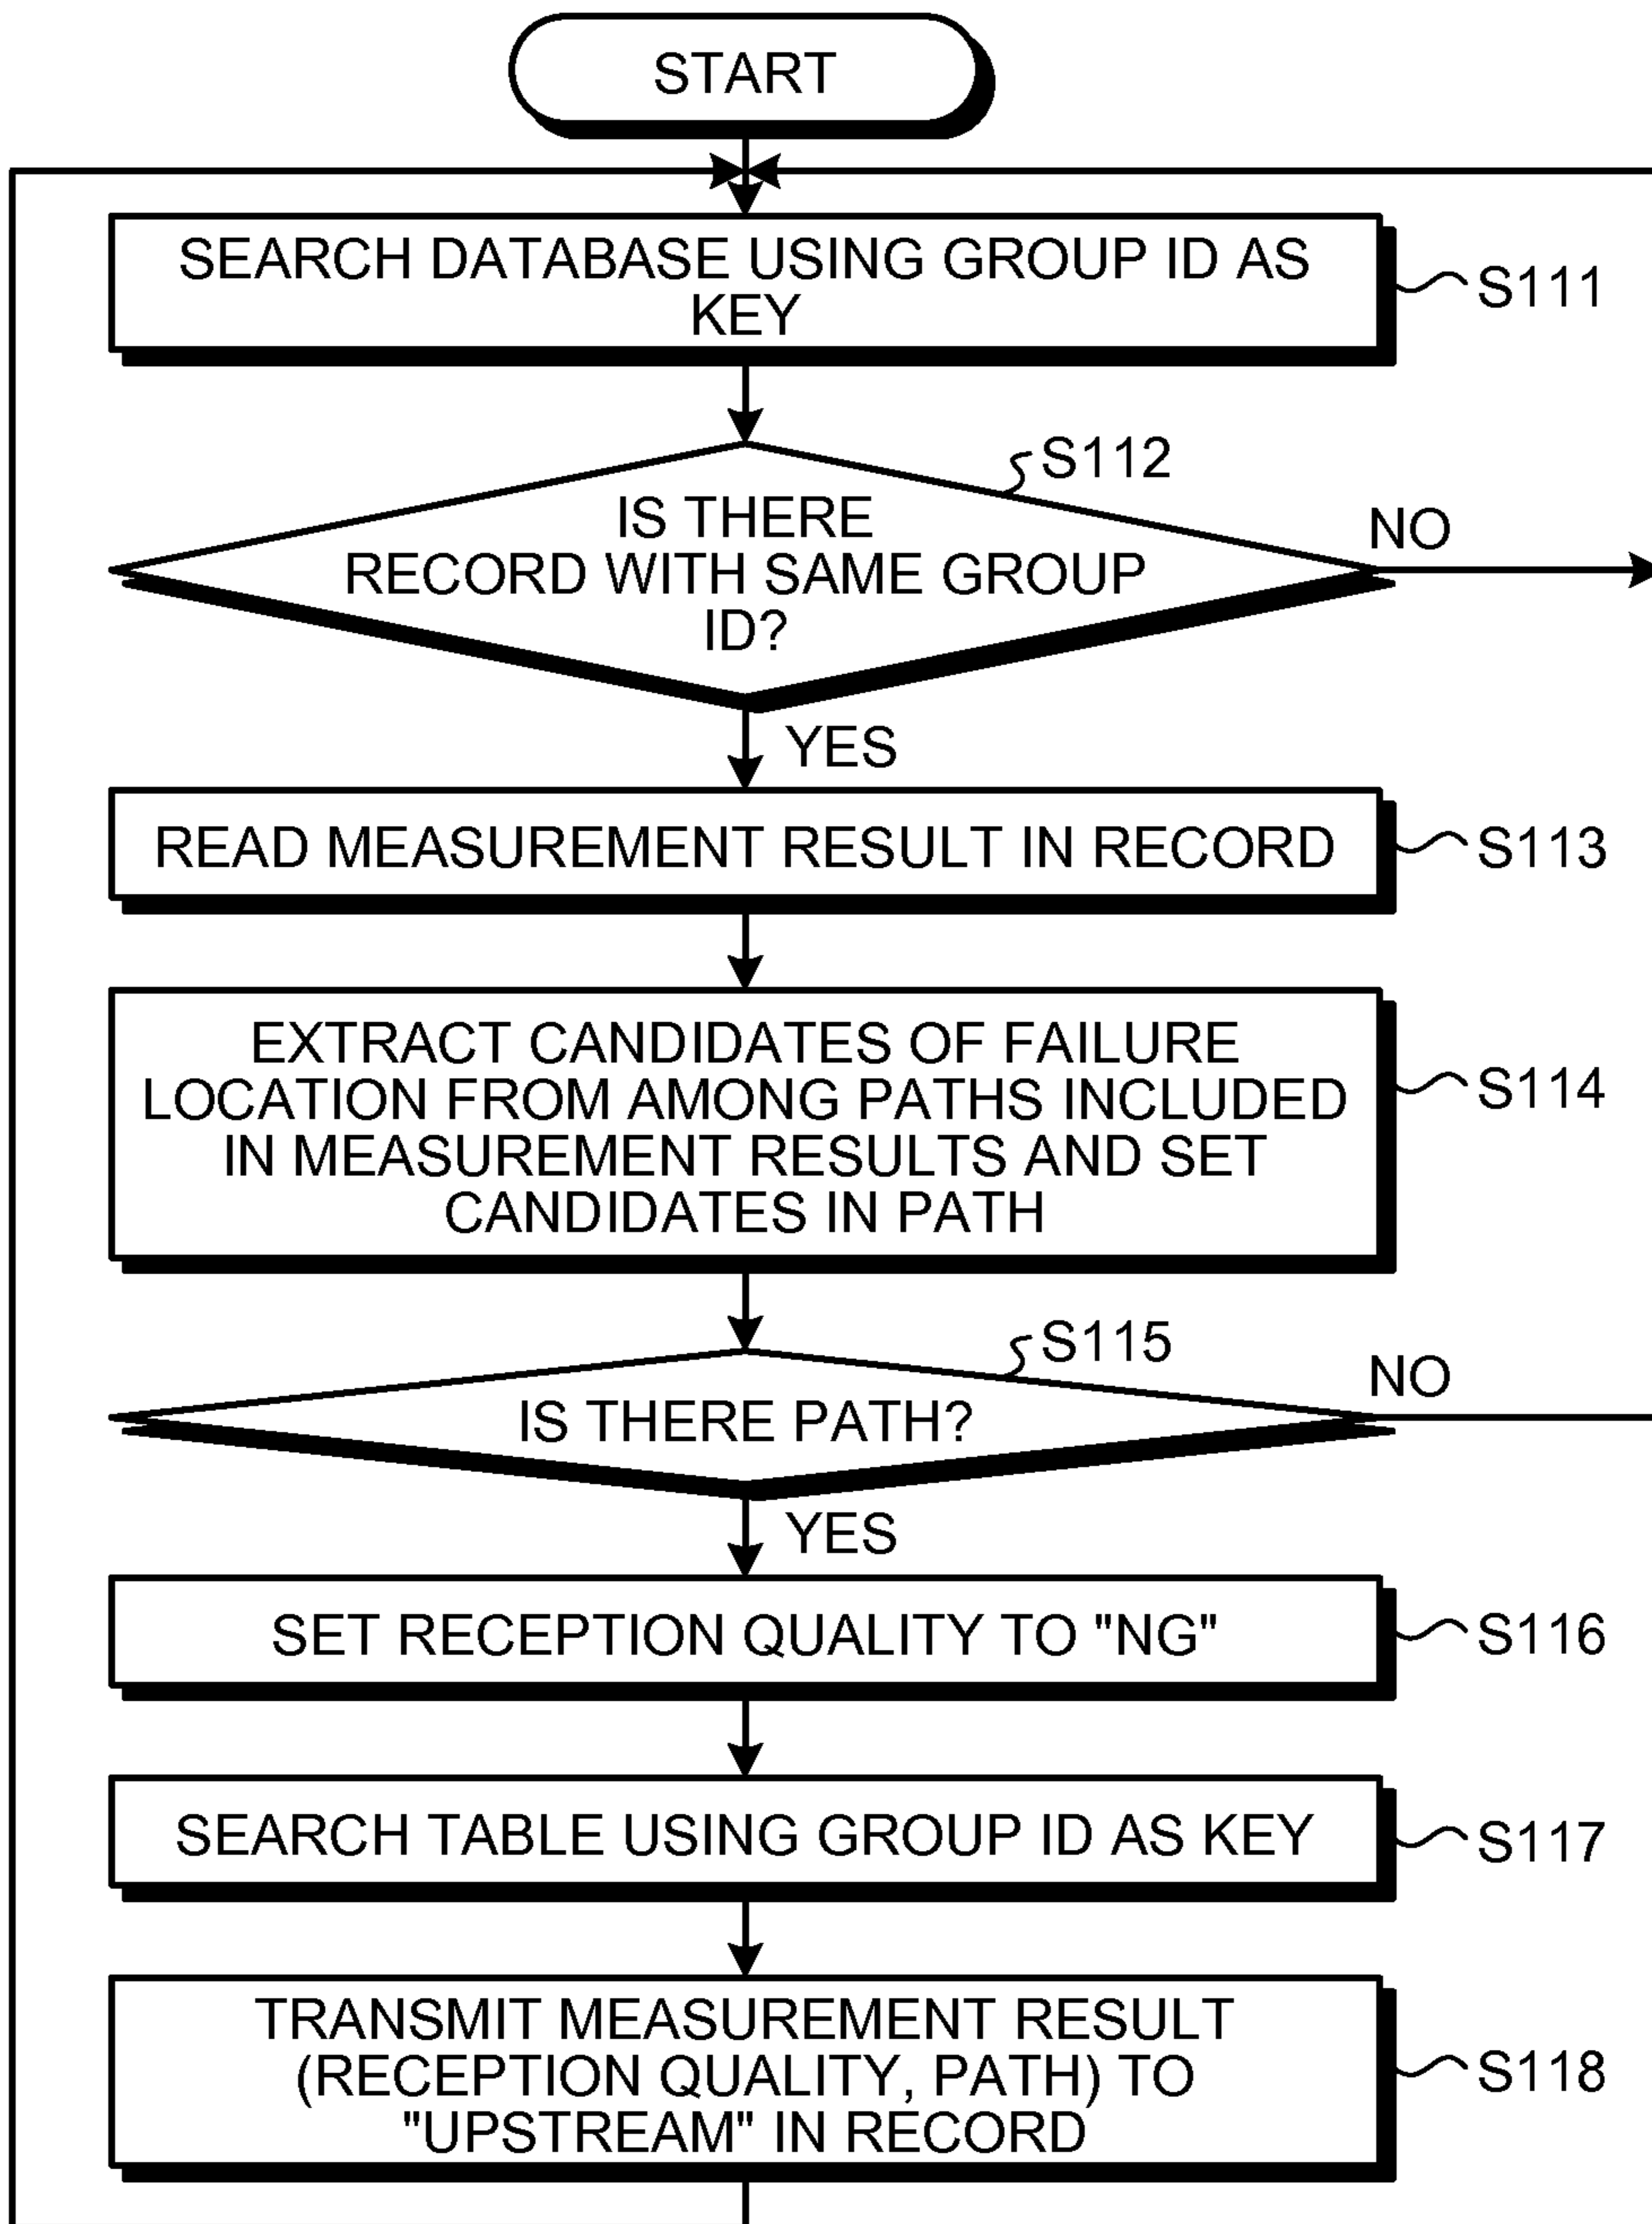 START
SEARCH DATABASE USING GROUP ID AS
KEY
S111
S112
IS THERE
RECORD WITH SAME GROUP
ID?
NO
YES
READ MEASUREMENT RESULT IN RECORD
S113
EXTRACT CANDIDATES OF FAILURE
LOCATION FROM AMONG PATHS INCLUDED
IN MEASUREMENT RESULTS AND SET
CANDIDATES IN PATH
S114
S115
IS THERE PATH?
NO
YES
SET RECEPTION QUALITY TO "NG"
S116
SEARCH TABLE USING GROUP ID AS KEY
S117
TRANSMIT MEASUREMENT RESULT
(RECEPTION QUALITY, PATH) TO
"UPSTREAM" IN RECORD
S118